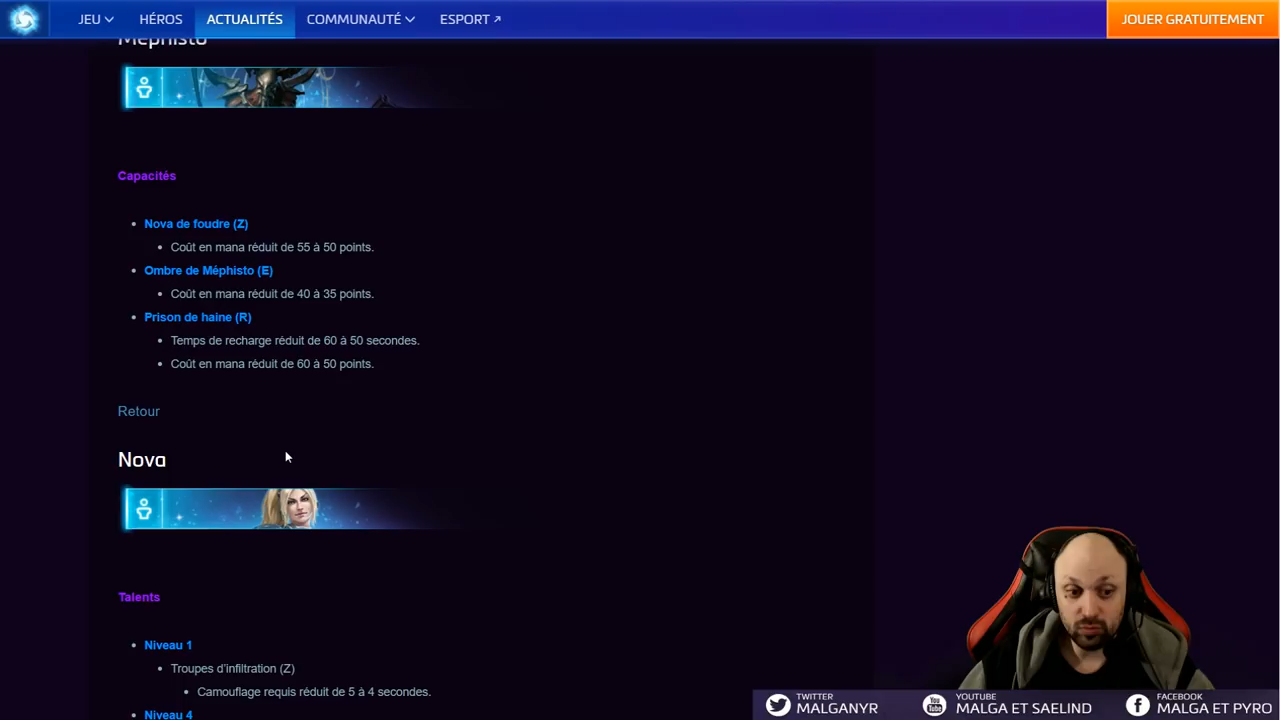 JEU
HÉROS
ACTUALITÉS
COMMUNAUTÉ
ESPORT
JOUER GRATUITEMENT
Méphisto
Capacités
Nova de foudre (Z)
Coût en mana réduit de 55 à 50 points.
Ombre de Méphisto (E)
Coût en mana réduit de 40 à 35 points.
Prison de haine (R)
Temps de recharge réduit de 60 à 50 secondes.
Coût en mana réduit de 60 à 50 points.
Retour
Nova
Talents
Niveau 1
Troupes d'infiltration (Z)
Camouflage requis réduit de 5 à 4 secondes.
Niveau 4
TWITTER
MALGANYR
YOUTUBE
MALGA ET SAELIND
FACEBOOK
MALGA ET PYRO